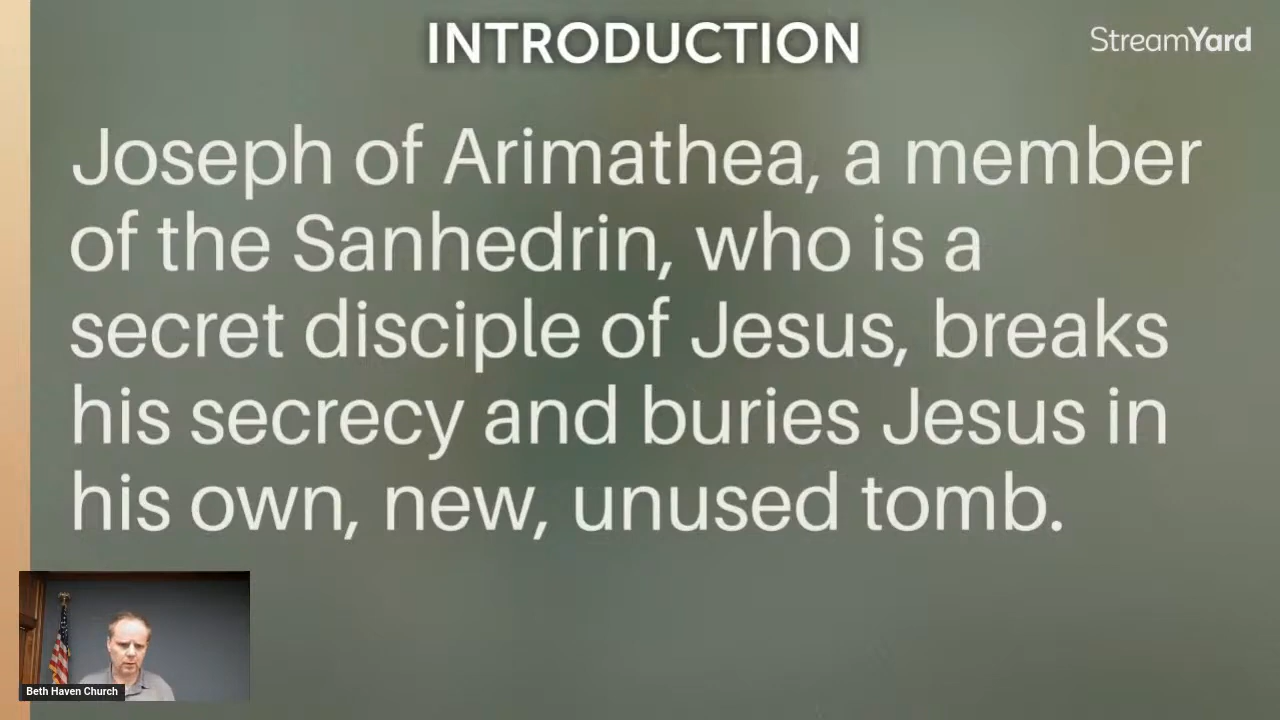 INTRODUCTION
StreamYard
Joseph of Arimathea, a member
of the Sanhedrin, who is a
secret disciple of Jesus, breaks
his secrecy and buries Jesus in
his own, new, unused tomb.
Beth Haven Church